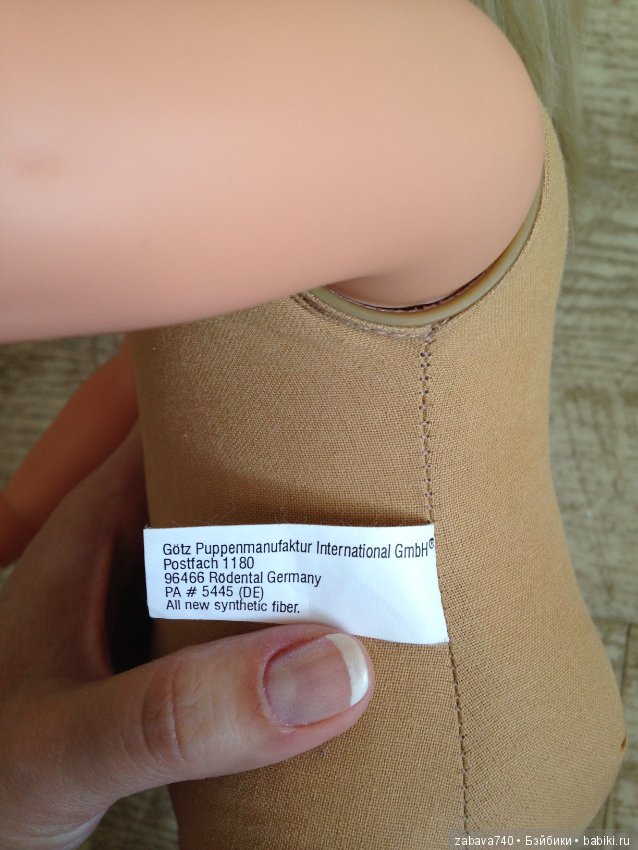 Götz Puppenmanufaktur International GmbH®
Postfach 1180
96466 Rödental Germany
PA # 5445 (DE)
All new synthetic fiber.
zabava740 • Бэйбики • babiki.ru